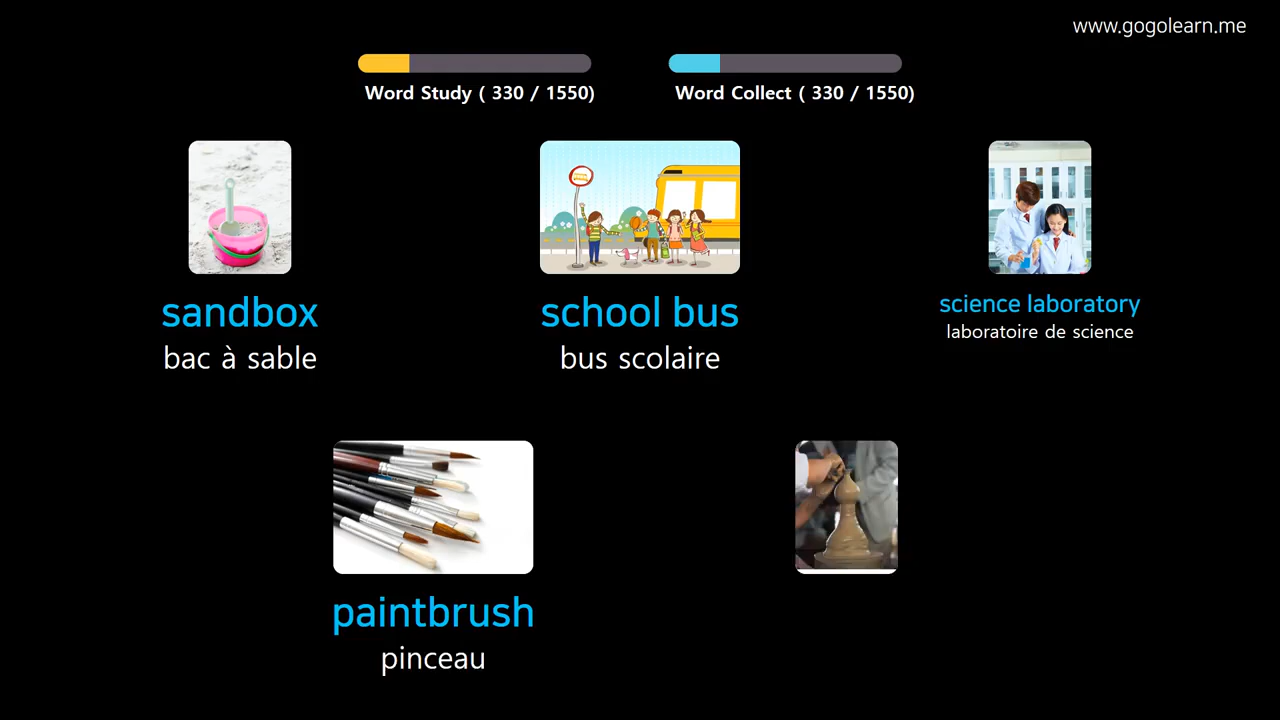 www.gogolearn.me
Word Study ( 330 / 1550)
Word Collect ( 330 / 1550)
sandbox
bac à sable
school bus
bus scolaire
science laboratory
laboratoire de science
paintbrush
pinceau